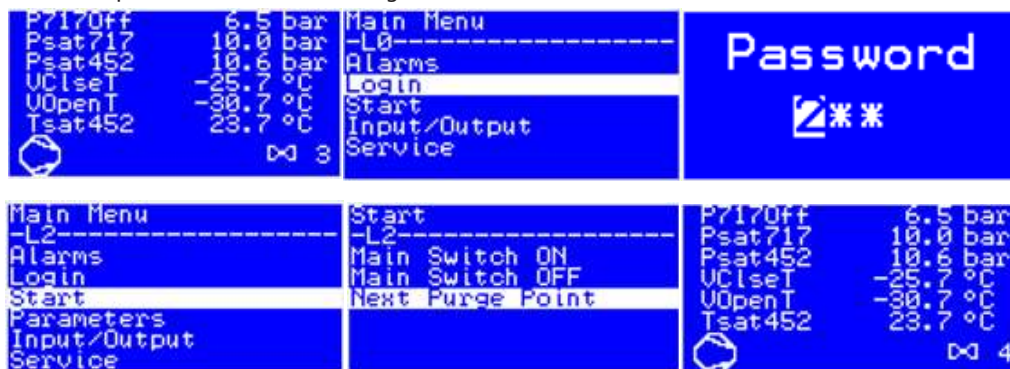 P717Off 6.5 bar
Psat717 10.0 bar
Psat452 10.6 bar
VClseT -25.7 °C
VOpenT -30.7 °C
Tsat452 23.7 °C
3
Main Menu
-L0--------------------
Alarms
Login
Start
Input/Output
Service
Password
2**
Main Menu
-L2--------------------
Alarms
Login
Start
Parameters
Input/Output
Service
Start
-L2--------------------
Main Switch ON
Main Switch OFF
Next Purge Point
P717Off 6.5 bar
Psat717 10.0 bar
Psat452 10.6 bar
VClseT -25.7 °C
VOpenT -30.7 °C
Tsat452 23.7 °C
4